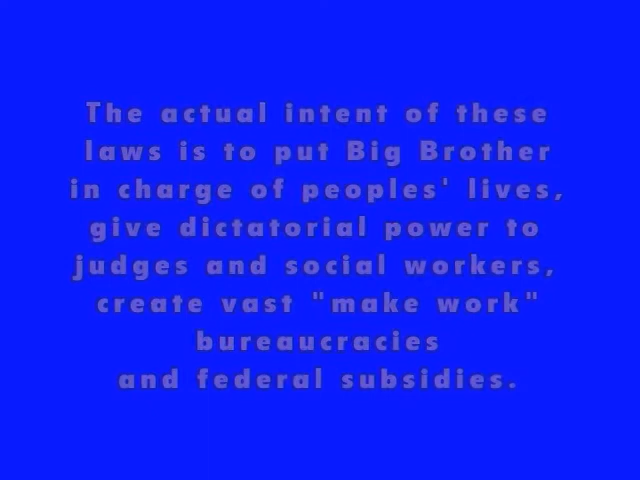 The actual intent of these
laws is to put Big Brother
in charge of peoples' lives,
give dictatorial power to
judges and social workers,
create vast "make work"
bureaucracies
and federal subsidies.